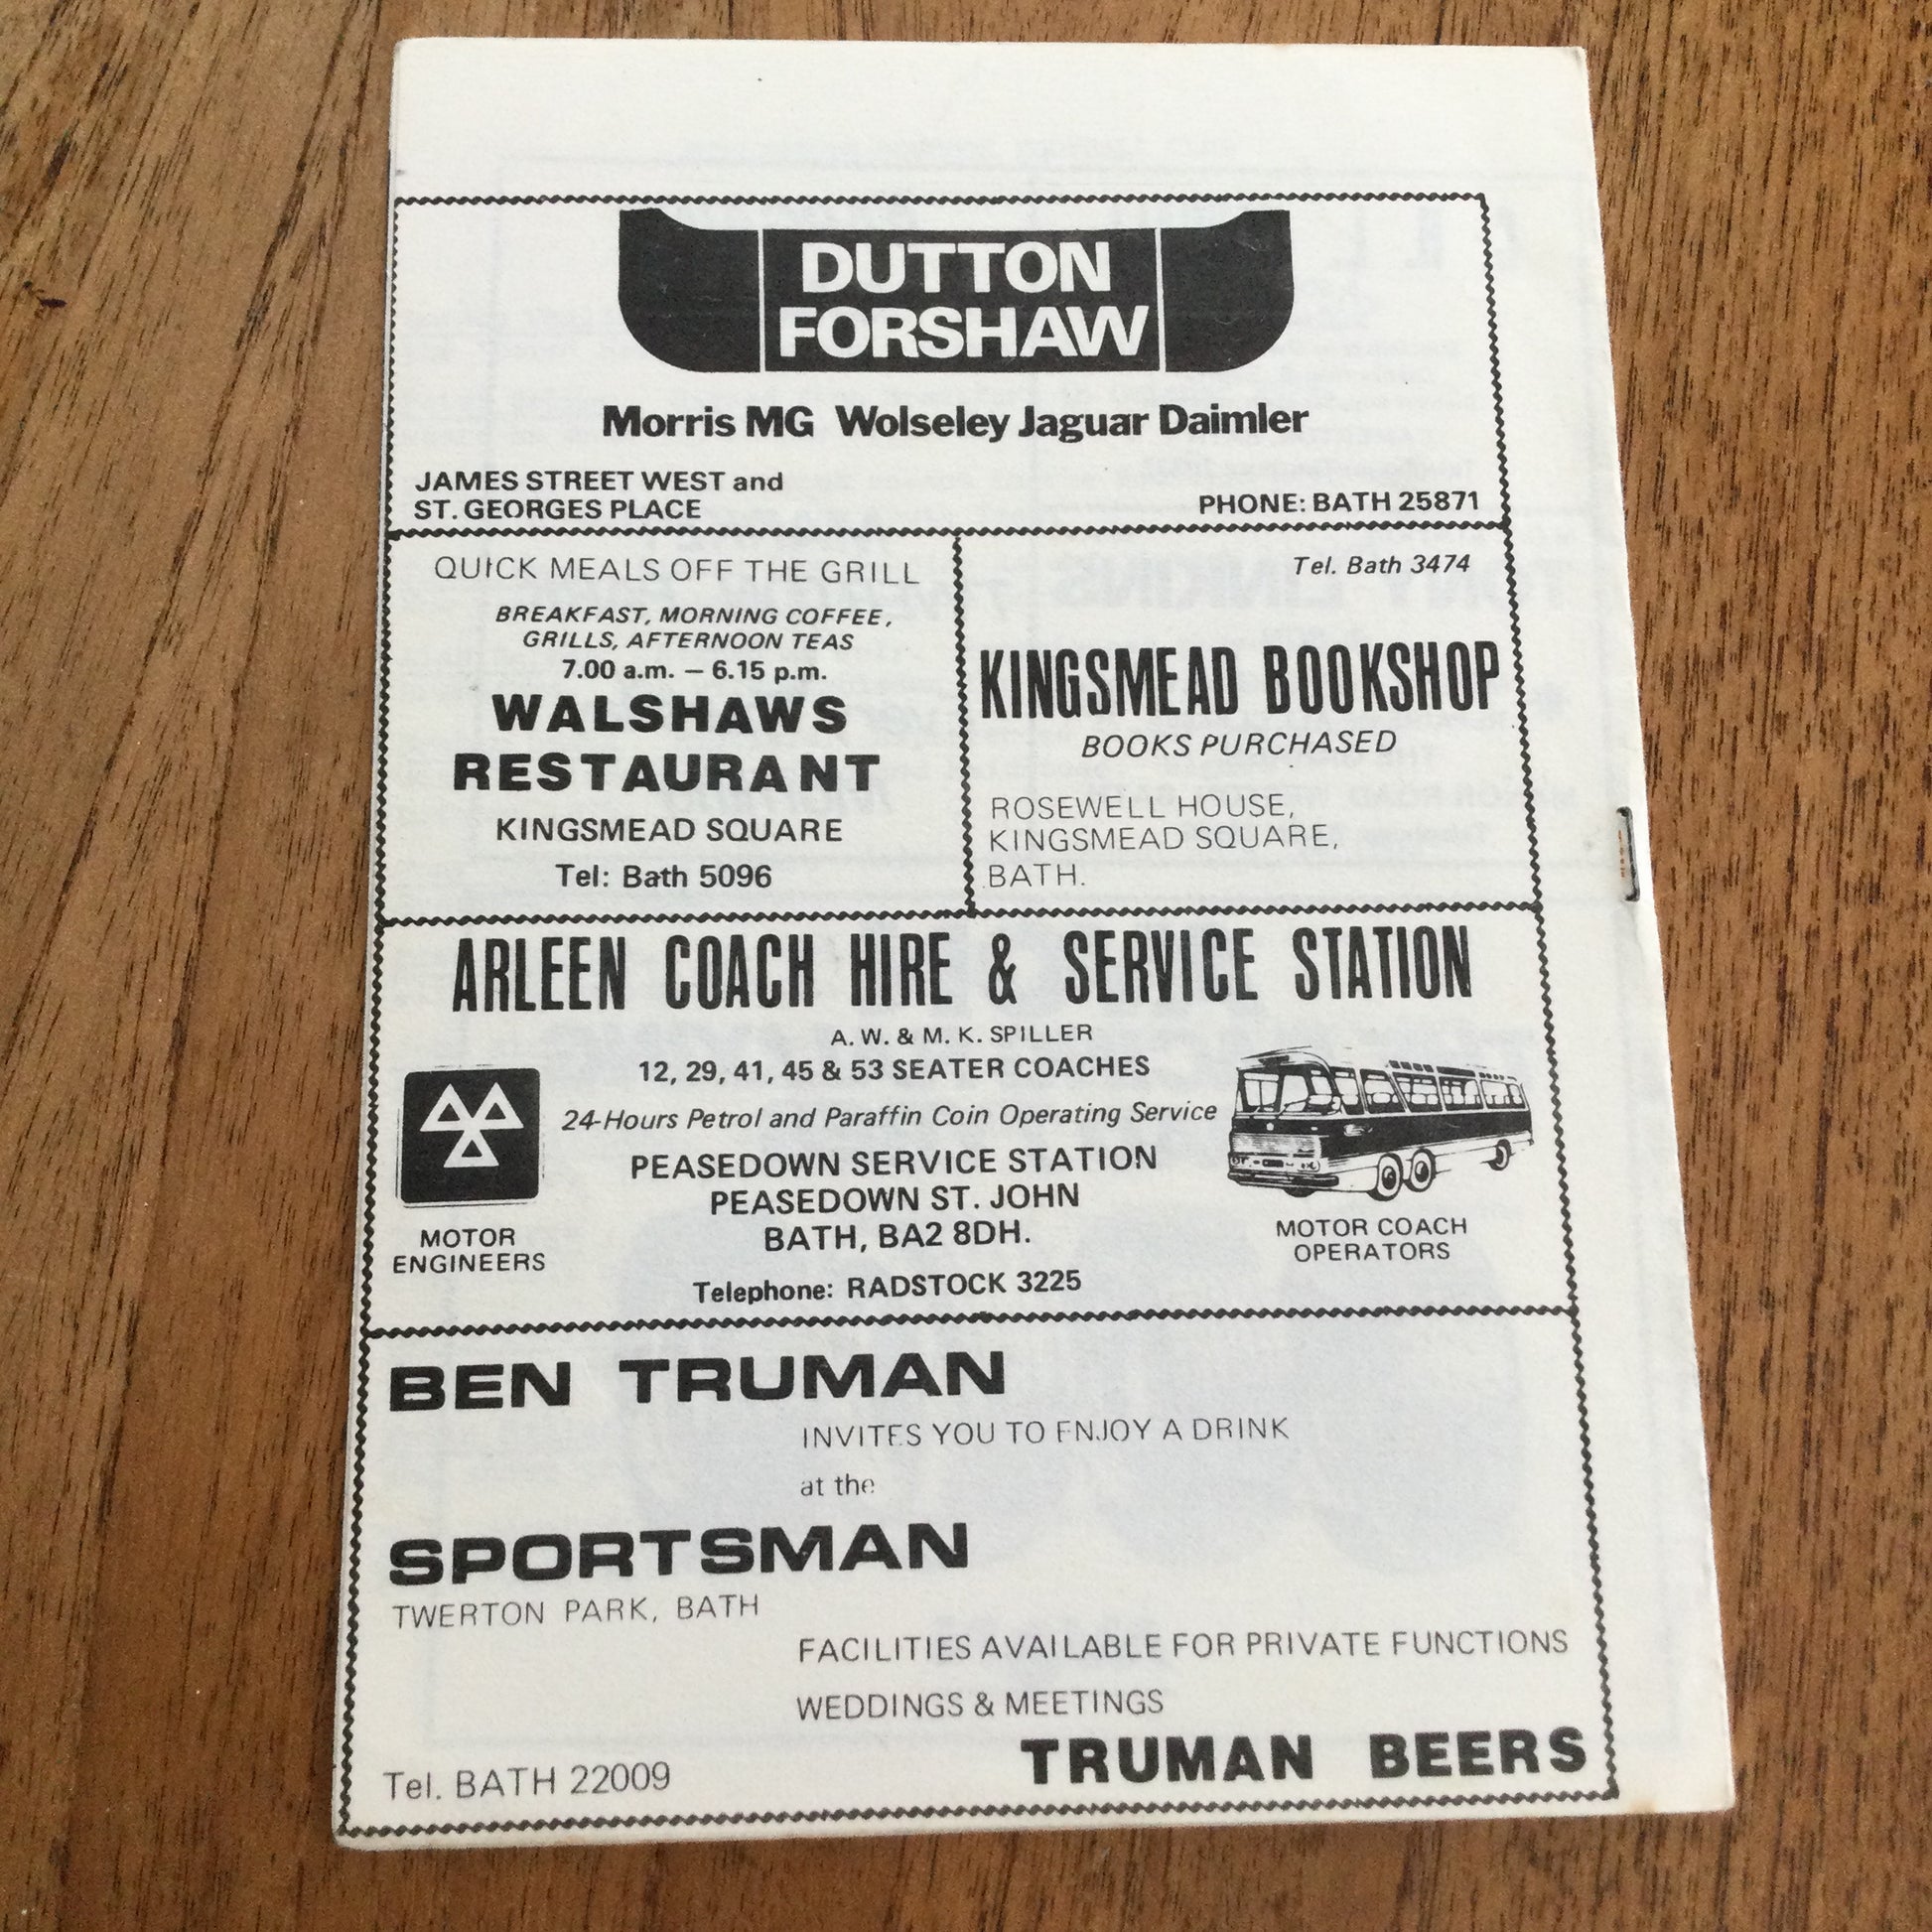 DUTTON
FORSHAW
Morris MG Wolseley Jaguar Daimler
JAMES STREET WEST and
ST. GEORGES PLACE
PHONE: BATH 25871
QUICK MEALS OFF THE GRILL
BREAKFAST, MORNING COFFEE,
GRILLS, AFTERNOON TEAS
7.00 a.m. — 6.15 p.m.
WALSHAWS
RESTAURANT
KINGSMEAD SQUARE
Tel: Bath 5096
Tel. Bath 3474
KINGSMEAD BOOKSHOP
BOOKS PURCHASED
ROSEWELL HOUSE,
KINGSMEAD SQUARE,
BATH.
ARLEEN COACH HIRE & SERVICE STATION
A. W. & M. K. SPILLER
12, 29, 41, 45 & 53 SEATER COACHES
24-Hours Petrol and Paraffin Coin Operating Service
PEASEDOWN SERVICE STATION
PEASEDOWN ST. JOHN
BATH, BA2 8DH.
Telephone: RADSTOCK 3225
MOTOR
ENGINEERS
MOTOR COACH
OPERATORS
BEN TRUMAN
INVITES YOU TO ENJOY A DRINK
at the
SPORTSMAN
TWERTON PARK, BATH
FACILITIES AVAILABLE FOR PRIVATE FUNCTIONS
WEDDINGS & MEETINGS
TRUMAN BEERS
Tel. BATH 22009